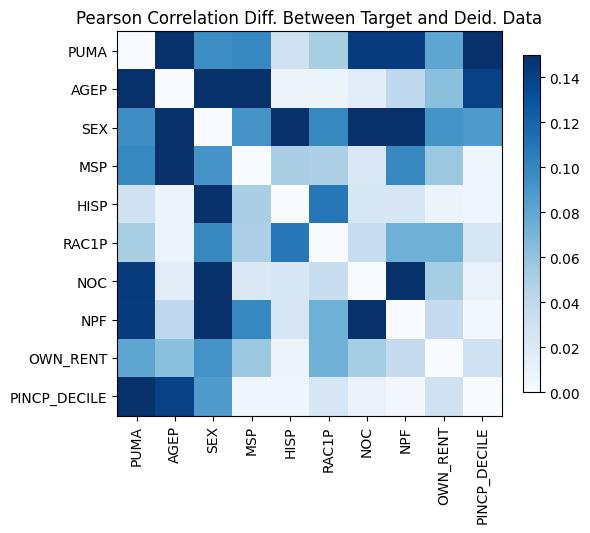 Pearson Correlation Diff. Between Target and Deid. Data
PUMA
AGEP
SEX
MSP
HISP
RAC1P
NOC
NPF
OWN_RENT
PINCP_DECILE
PUMA
AGEP
SEX
MSP
HISP
RAC1P
NOC
NPF
OWN_RENT
PINCP_DECILE
0.14
0.12
0.10
0.08
0.06
0.04
0.02
0.00